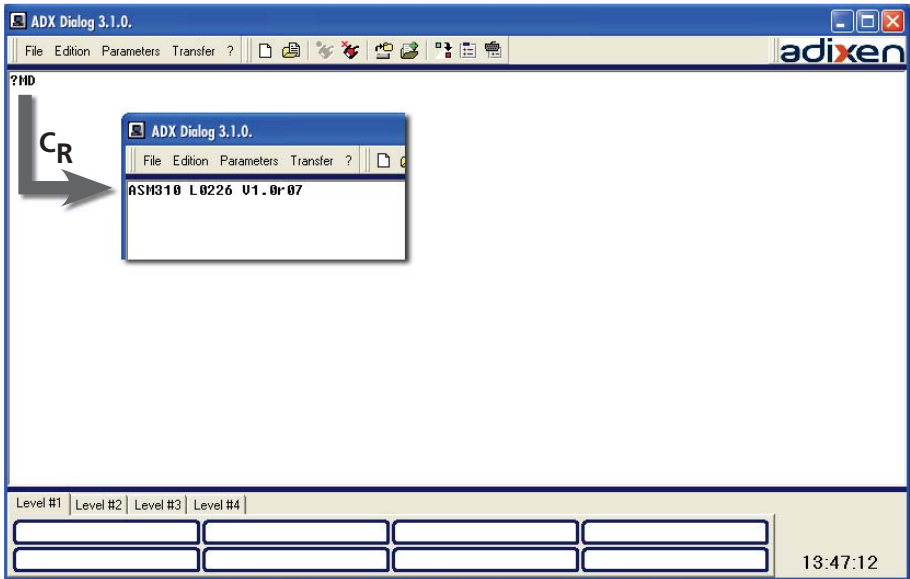 ADX Dialog 3.1.0.
File Edition Parameters Transfer ?
adixen
?MD
CR
ADX Dialog 3.1.0.
File Edition Parameters Transfer ?
ASM310 L0226 V1.0r07
Level #1 Level #2 Level #3 Level #4
13:47:12